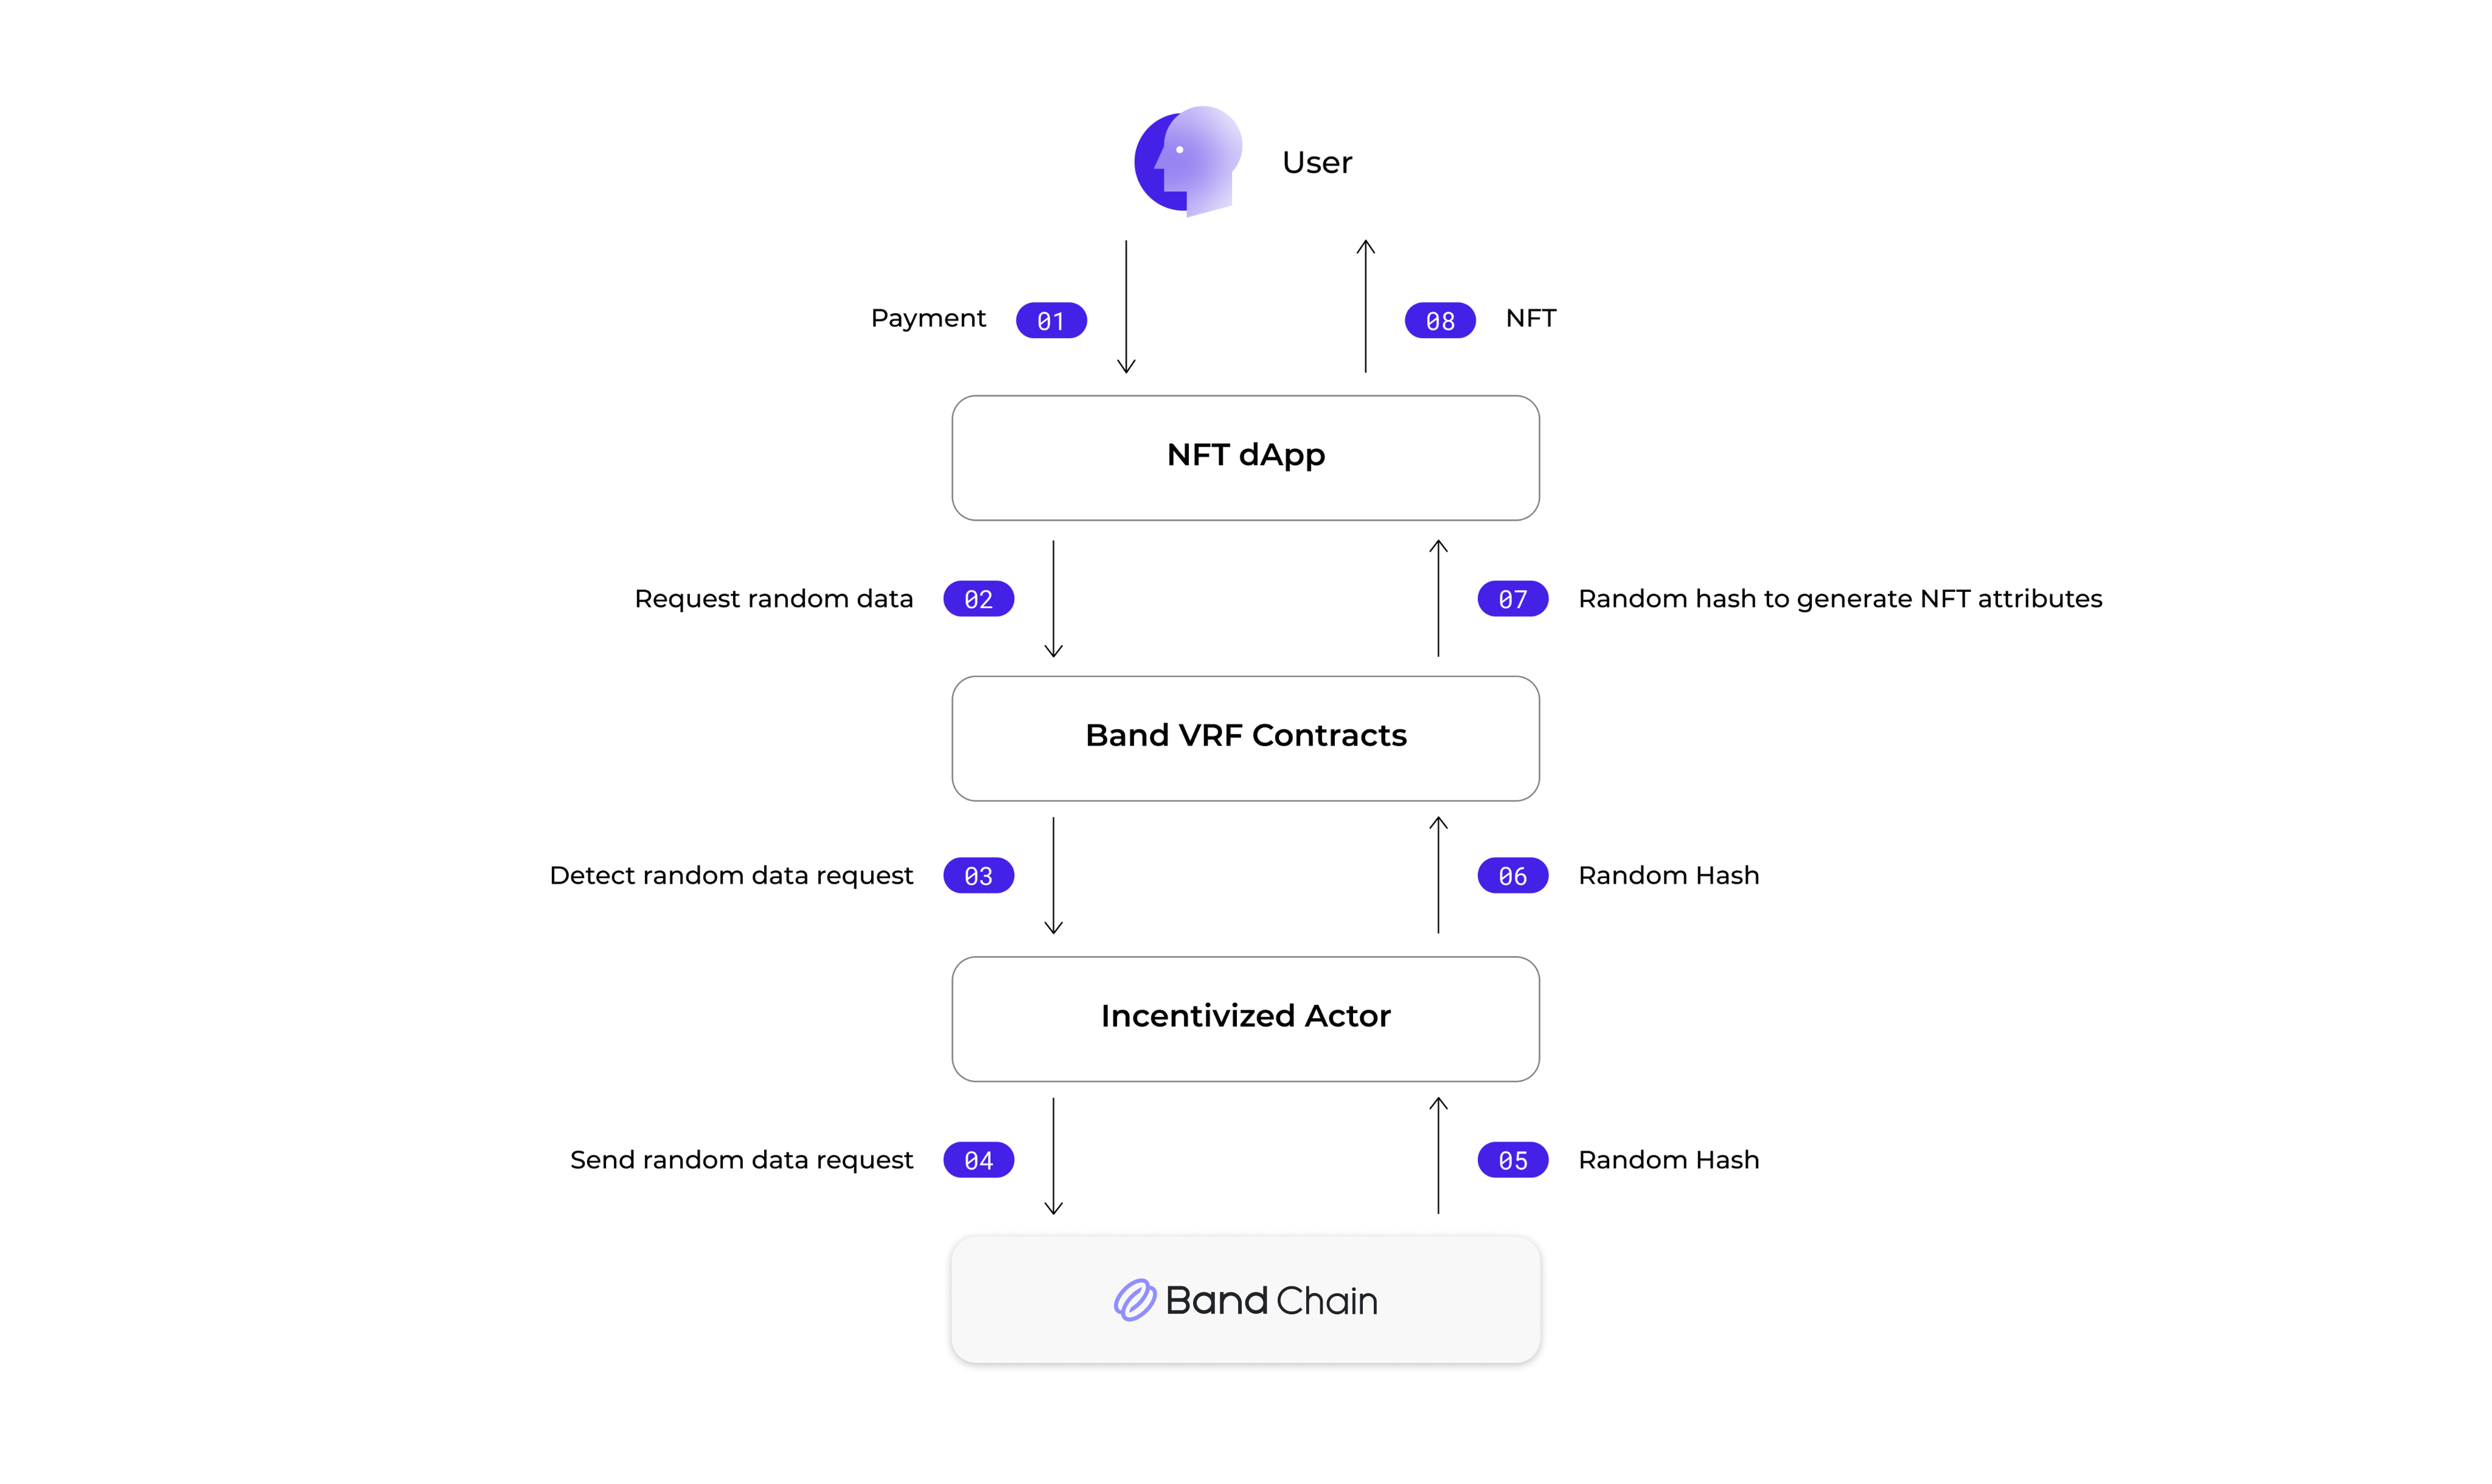 User
Payment 01
08 NFT
NFT dApp
Request random data 02
07 Random hash to generate NFT attributes
Band VRF Contracts
Detect random data request 03
06 Random Hash
Incentivized Actor
Send random data request 04
05 Random Hash
Band Chain